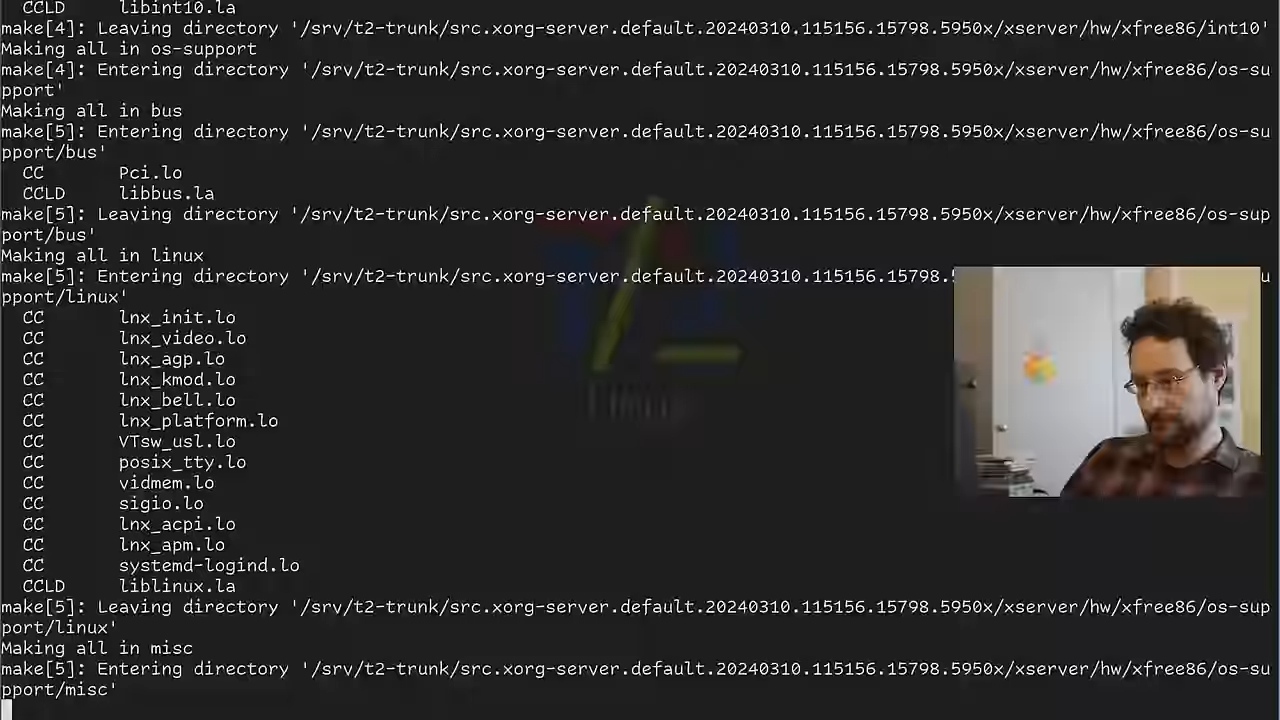 CCLD libint10.la
make[4]: Leaving directory '/srv/t2-trunk/src.xorg-server.default.20240310.115156.15798.5950x/xserver/hw/xfree86/int10'
Making all in os-support
make[4]: Entering directory '/srv/t2-trunk/src.xorg-server.default.20240310.115156.15798.5950x/xserver/hw/xfree86/os-su
pport'
Making all in bus
make[5]: Entering directory '/srv/t2-trunk/src.xorg-server.default.20240310.115156.15798.5950x/xserver/hw/xfree86/os-su
pport/bus'
CC Pci.lo
CCLD libbus.la
make[5]: Leaving directory '/srv/t2-trunk/src.xorg-server.default.20240310.115156.15798.5950x/xserver/hw/xfree86/os-sup
port/bus'
Making all in linux
make[5]: Entering directory '/srv/t2-trunk/src.xorg-server.default.20240310.115156.15798. u
pport/linux'
CC lnx_init.lo
CC lnx_video.lo
CC lnx_agp.lo
CC lnx_kmod.lo
CC lnx_bell.lo
CC lnx_platform.lo
CC VTsw_usl.lo
CC posix_tty.lo
CC vidmem.lo
CC sigio.lo
CC lnx_acpi.lo
CC lnx_apm.lo
CC systemd-logind.lo
CCLD liblinux.la
make[5]: Leaving directory '/srv/t2-trunk/src.xorg-server.default.20240310.115156.15798.5950x/xserver/hw/xfree86/os-sup
port/linux'
Making all in misc
make[5]: Entering directory '/srv/t2-trunk/src.xorg-server.default.20240310.115156.15798.5950x/xserver/hw/xfree86/os-su
pport/misc'